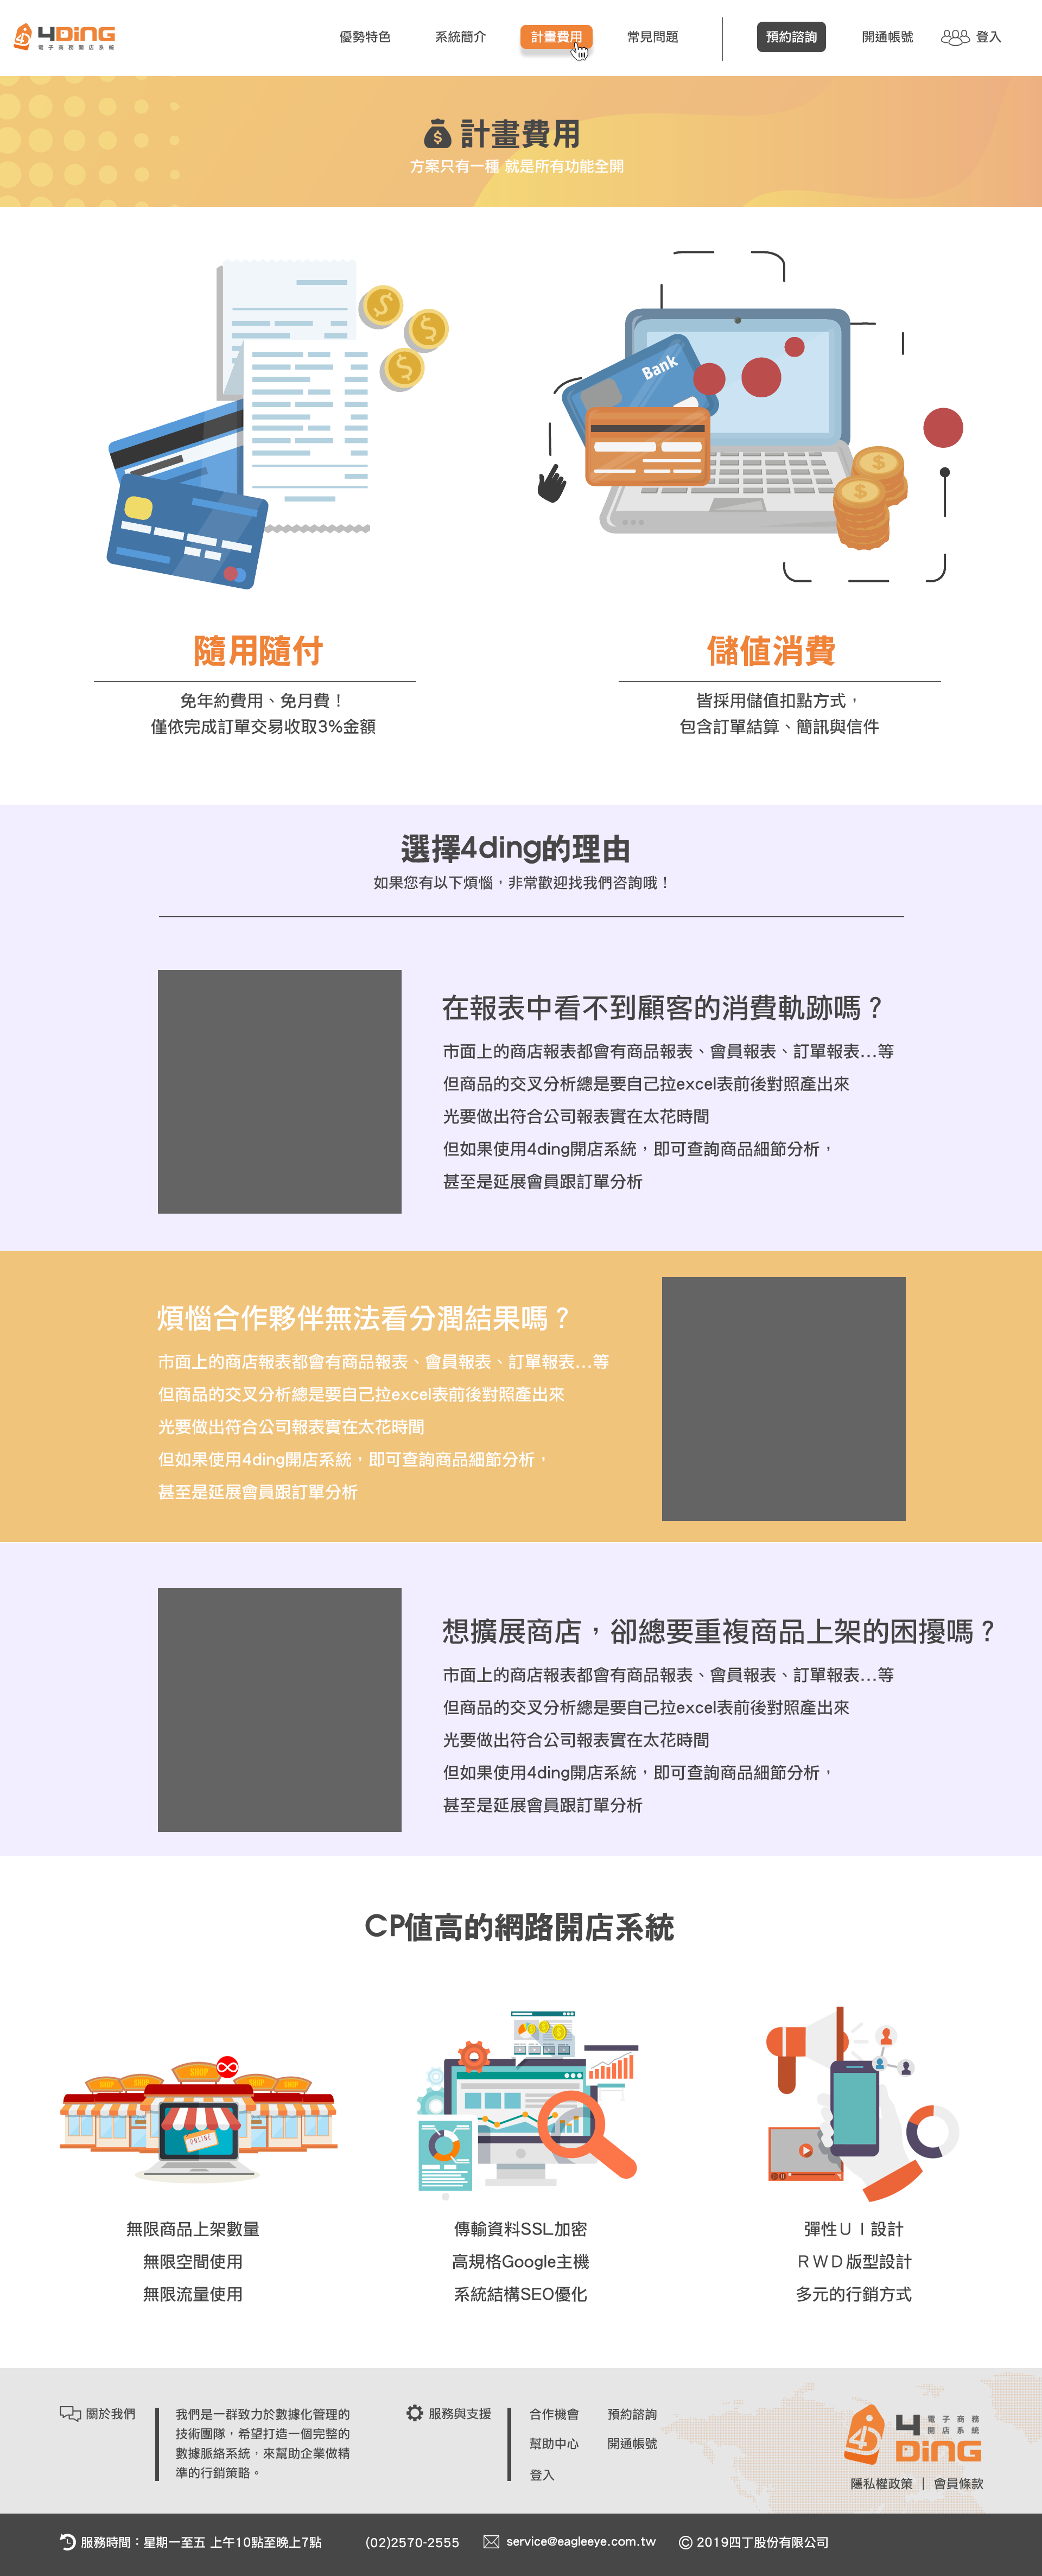 4DING
電子商務開店系統
優勢特色
系統簡介
計畫費用
常見問題
預約諮詢
開通帳號
登入
計畫費用
方案只有一種 就是所有功能全開
Bank
隨用隨付
免年約費用、免月費！
僅依完成訂單交易收取3%金額
儲值消費
皆採用儲值扣點方式，
包含訂單結算、簡訊與信件
選擇4ding的理由
如果您有以下煩惱，非常歡迎找我們咨詢哦！
在報表中看不到顧客的消費軌跡嗎？
市面上的商店報表都會有商品報表、會員報表、訂單報表...等
但商品的交叉分析總是要自己拉excel表前後對照產出來
光要做出符合公司報表實在太花時間
但如果使用4ding開店系統，即可查詢商品細節分析，
甚至是延展會員跟訂單分析
煩惱合作夥伴無法看分潤結果嗎？
市面上的商店報表都會有商品報表、會員報表、訂單報表...等
但商品的交叉分析總是要自己拉excel表前後對照產出來
光要做出符合公司報表實在太花時間
但如果使用4ding開店系統，即可查詢商品細節分析，
甚至是延展會員跟訂單分析
想擴展商店，卻總要重複商品上架的困擾嗎？
市面上的商店報表都會有商品報表、會員報表、訂單報表...等
但商品的交叉分析總是要自己拉excel表前後對照產出來
光要做出符合公司報表實在太花時間
但如果使用4ding開店系統，即可查詢商品細節分析，
甚至是延展會員跟訂單分析
CP值高的網路開店系統
SHOP
SHOP
SHOP
SHOP
SHOP
ONLINE
無限商品上架數量
無限空間使用
無限流量使用
傳輸資料SSL加密
高規格Google主機
系統結構SEO優化
彈性ＵＩ設計
ＲＷＤ版型設計
多元的行銷方式
關於我們
我們是一群致力於數據化管理的
技術團隊，希望打造一個完整的
數據脈絡系統，來幫助企業做精
準的行銷策略。
服務與支援
合作機會
預約諮詢
幫助中心
開通帳號
登入
4D
4
電子商務
開店系統
DING
隱私權政策 | 會員條款
服務時間：星期一至五 上午10點至晚上7點
(02)2570-2555
service@eagleeye.com.tw
© 2019四丁股份有限公司